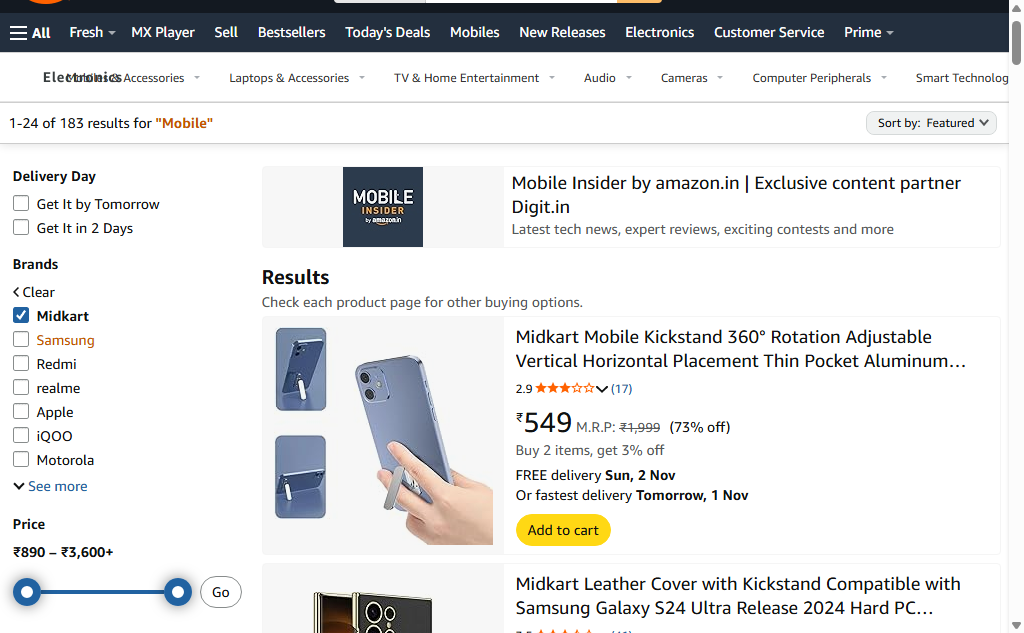 All Fresh MX Player Sell Bestsellers Today's Deals Mobiles New Releases Electronics Customer Service Prime
Electronics Mobiles & Accessories Laptops & Accessories TV & Home Entertainment Audio Cameras Computer Peripherals Smart Technolog
1-24 of 183 results for "Mobile"
Sort by: Featured
Delivery Day
Get It by Tomorrow
Get It in 2 Days
Brands
Clear
Midkart
Samsung
Redmi
realme
Apple
iQOO
Motorola
See more
Price
₹890 – ₹3,600+
Go
MOBILE
INSIDER
by amazon.in
Mobile Insider by amazon.in | Exclusive content partner
Digit.in
Latest tech news, expert reviews, exciting contests and more
Results
Check each product page for other buying options.
Midkart Mobile Kickstand 360° Rotation Adjustable
Vertical Horizontal Placement Thin Pocket Aluminum…
2.9 (17)
₹549 M.R.P: ₹1,999 (73% off)
Buy 2 items, get 3% off
FREE delivery Sun, 2 Nov
Or fastest delivery Tomorrow, 1 Nov
Add to cart
Midkart Leather Cover with Kickstand Compatible with
Samsung Galaxy S24 Ultra Release 2024 Hard PC…